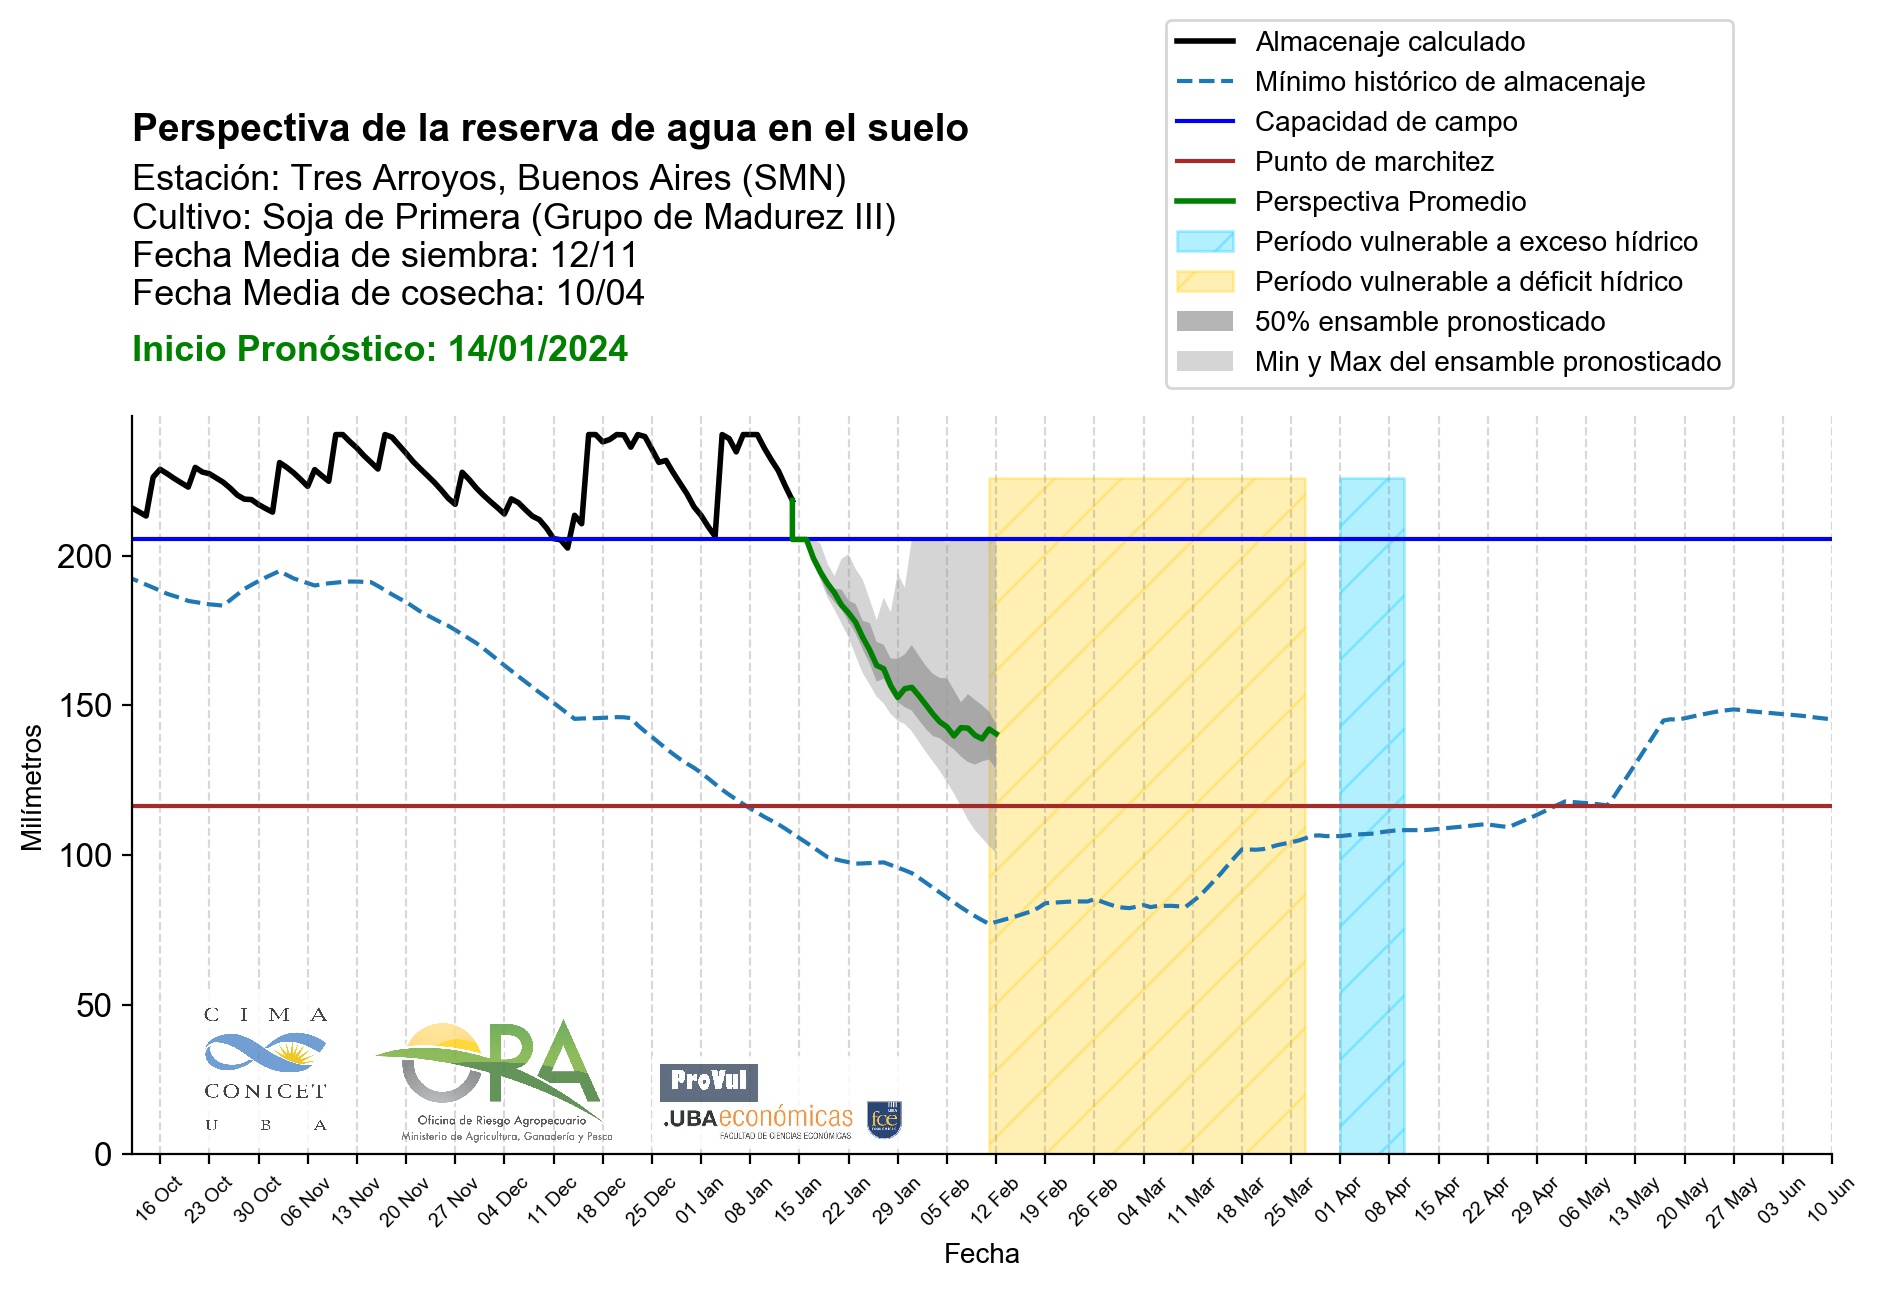 Almacenaje calculado
Mínimo histórico de almacenaje
Capacidad de campo
Punto de marchitez
Perspectiva Promedio
Período vulnerable a exceso hídrico
Período vulnerable a déficit hídrico
50% ensamble pronosticado
Min y Max del ensamble pronosticado
Perspectiva de la reserva de agua en el suelo
Estación: Tres Arroyos, Buenos Aires (SMN)
Cultivo: Soja de Primera (Grupo de Madurez III)
Fecha Media de siembra: 12/11
Fecha Media de cosecha: 10/04
Inicio Pronóstico: 14/01/2024
Milímetros
200
150
100
50
0
CIMA
CONICET
UBA
ORA
Oficina de Riesgo Agropecuario
Ministerio de Agricultura, Ganadería y Pesca
ProVul
.UBAeconómicas
FACULTAD DE CIENCIAS ECONÓMICAS
fce
16 Oct
23 Oct
30 Oct
06 Nov
13 Nov
20 Nov
27 Nov
04 Dec
11 Dec
18 Dec
25 Dec
01 Jan
08 Jan
15 Jan
22 Jan
29 Jan
05 Feb
12 Feb
19 Feb
26 Feb
04 Mar
11 Mar
18 Mar
25 Mar
01 Apr
08 Apr
15 Apr
22 Apr
29 Apr
06 May
13 May
20 May
27 May
03 Jun
10 Jun
Fecha